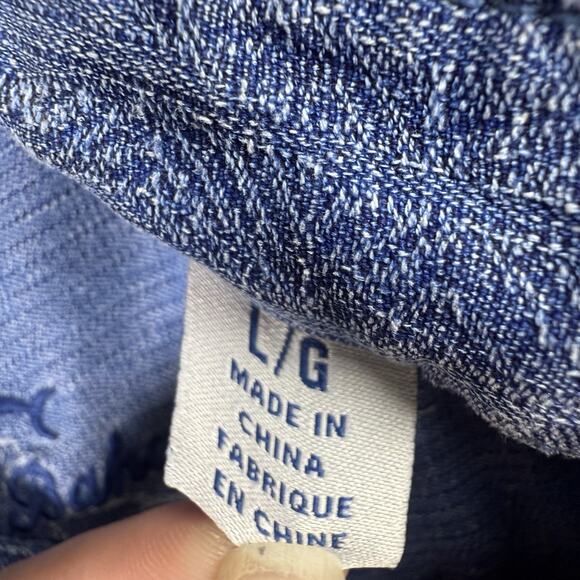 L/G
MADE IN
CHINA
FABRIQUE
EN CHINE